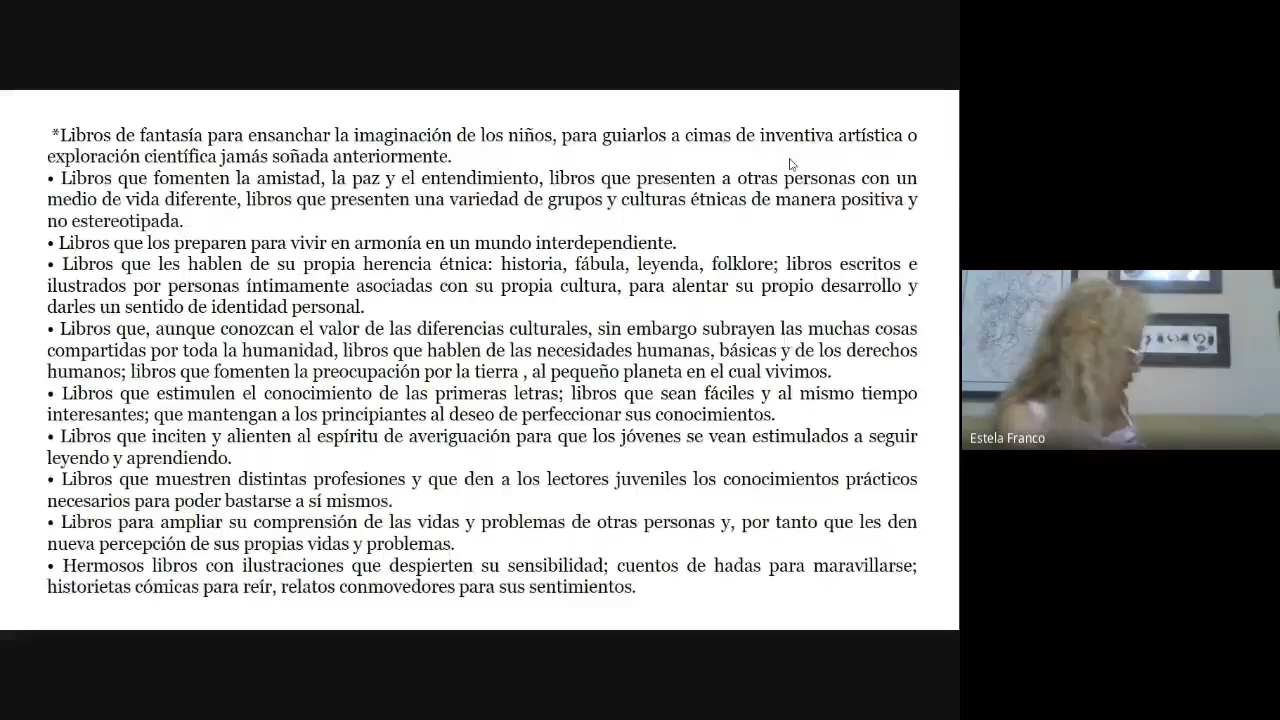 *Libros de fantasía para ensanchar la imaginación de los niños, para guiarlos a cimas de inventiva artística o
exploración científica jamás soñada anteriormente.
• Libros que fomenten la amistad, la paz y el entendimiento, libros que presenten a otras personas con un
medio de vida diferente, libros que presenten una variedad de grupos y culturas étnicas de manera positiva y
no estereotipada.
• Libros que los preparen para vivir en armonía en un mundo interdependiente.
• Libros que les hablen de su propia herencia étnica: historia, fábula, leyenda, folklore; libros escritos e
ilustrados por personas íntimamente asociadas con su propia cultura, para alentar su propio desarrollo y
darles un sentido de identidad personal.
• Libros que, aunque conozcan el valor de las diferencias culturales, sin embargo subrayen las muchas cosas
compartidas por toda la humanidad, libros que hablen de las necesidades humanas, básicas y de los derechos
humanos; libros que fomenten la preocupación por la tierra , al pequeño planeta en el cual vivimos.
• Libros que estimulen el conocimiento de las primeras letras; libros que sean fáciles y al mismo tiempo
interesantes; que mantengan a los principiantes al deseo de perfeccionar sus conocimientos.
• Libros que inciten y alienten al espíritu de averiguación para que los jóvenes se vean estimulados a seguir
leyendo y aprendiendo.
• Libros que muestren distintas profesiones y que den a los lectores juveniles los conocimientos prácticos
necesarios para poder bastarse a sí mismos.
• Libros para ampliar su comprensión de las vidas y problemas de otras personas y, por tanto que les den
nueva percepción de sus propias vidas y problemas.
• Hermosos libros con ilustraciones que despierten su sensibilidad; cuentos de hadas para maravillarse;
historietas cómicas para reír, relatos conmovedores para sus sentimientos.
Estela Franco